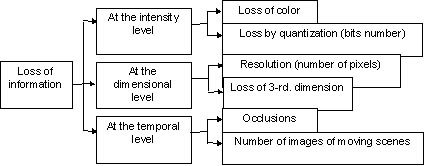 Loss of
information
At the intensity
level
Loss of color
Loss by quantization (bits number)
At the
dimensional
level
Resolution (number of pixels)
Loss of 3-rd. dimension
At the temporal
level
Occlusions
Number of images of moving scenes